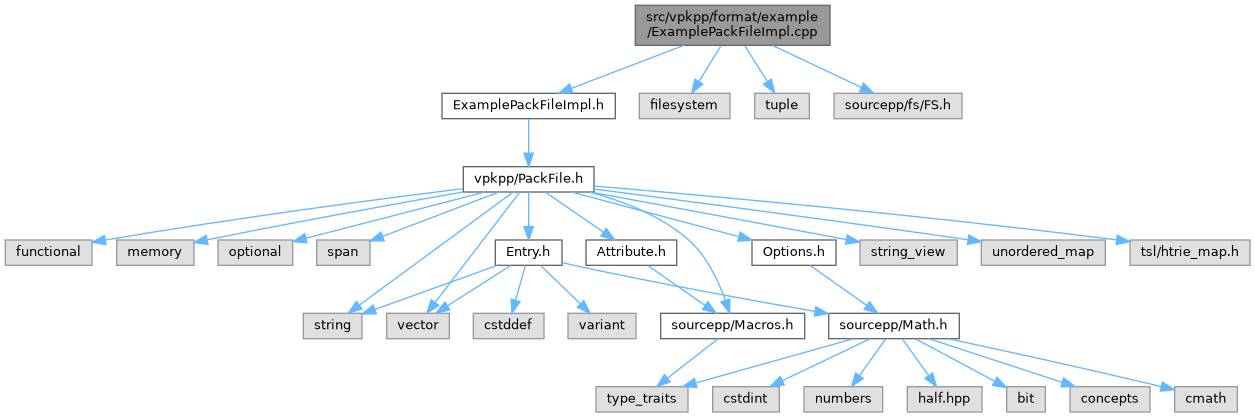 src/vpkpp/format/example
/ExamplePackFileImpl.cpp
ExamplePackFileImpl.h
filesystem
tuple
sourcepp/fs/FS.h
vpkpp/PackFile.h
functional
memory
optional
span
Entry.h
Attribute.h
Options.h
string_view
unordered_map
tsl/htrie_map.h
string
vector
cstddef
variant
sourcepp/Macros.h
sourcepp/Math.h
type_traits
cstdint
numbers
half.hpp
bit
concepts
cmath